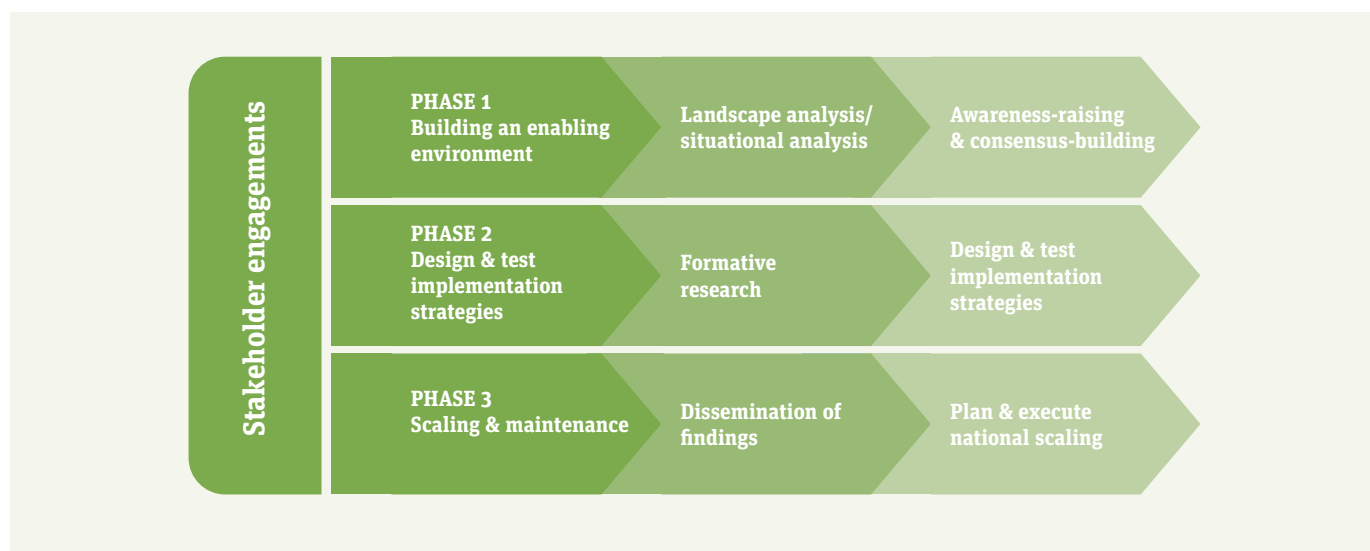 Stakeholder engagements
PHASE 1
Building an enabling
environment
Landscape analysis/
situational analysis
Awareness-raising
& consensus-building
PHASE 2
Design & test
implementation
strategies
Formative
research
Design & test
implementation
strategies
PHASE 3
Scaling & maintenance
Dissemination of
findings
Plan & execute
national scaling